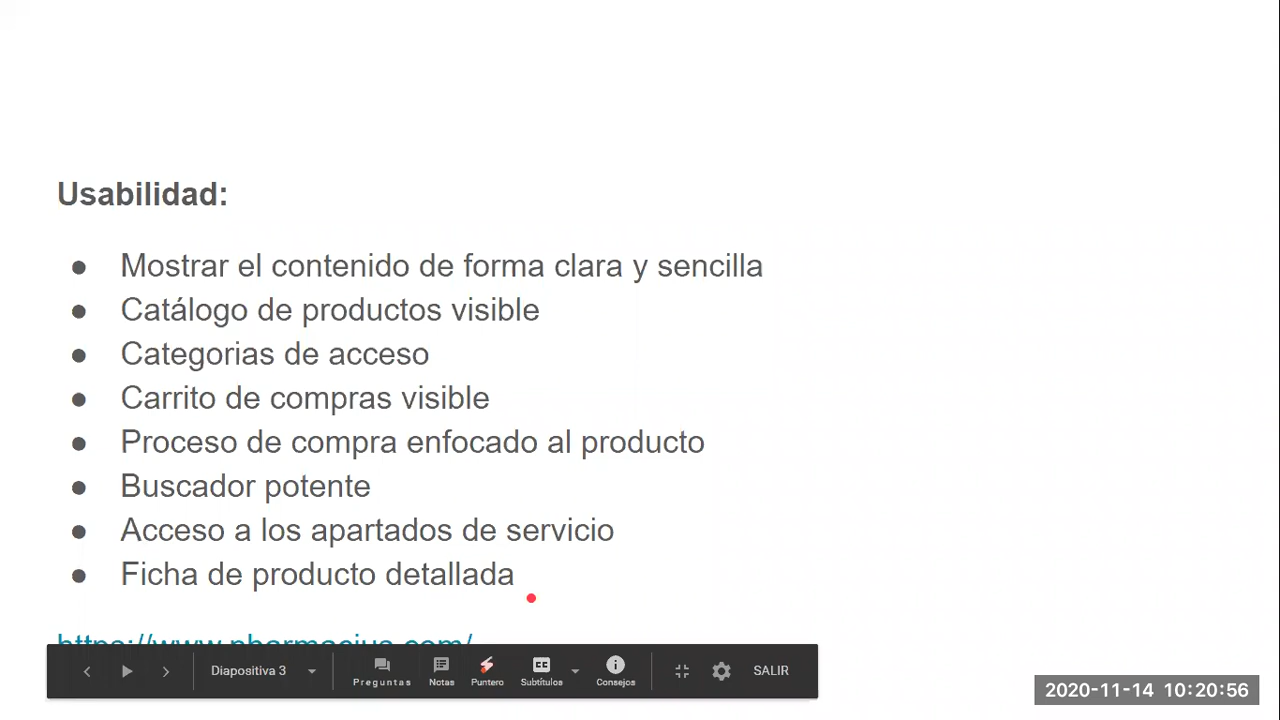 Usabilidad:
● Mostrar el contenido de forma clara y sencilla
● Catálogo de productos visible
● Categorias de acceso
● Carrito de compras visible
● Proceso de compra enfocado al producto
● Buscador potente
● Acceso a los apartados de servicio
● Ficha de producto detallada
Diapositiva 3
Preguntas
Notas
Puntero
CC
Subtítulos
Consejos
SALIR
2020-11-14 10:20:56